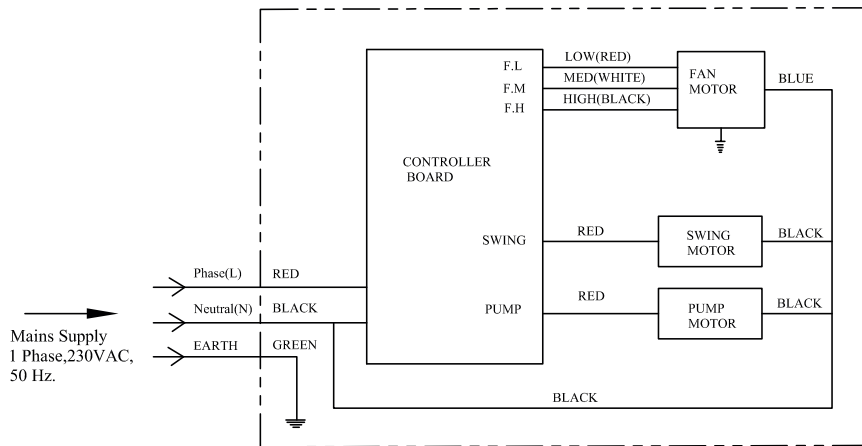 LOW(RED)
F.L
MED(WHITE)
F.M
HIGH(BLACK)
F.H
FAN
MOTOR
BLUE
CONTROLLER
BOARD
SWING
RED
SWING
MOTOR
BLACK
Phase(L)
RED
Neutral(N)
BLACK
PUMP
RED
PUMP
MOTOR
BLACK
Mains Supply
1 Phase,230VAC,
50 Hz.
EARTH
GREEN
BLACK